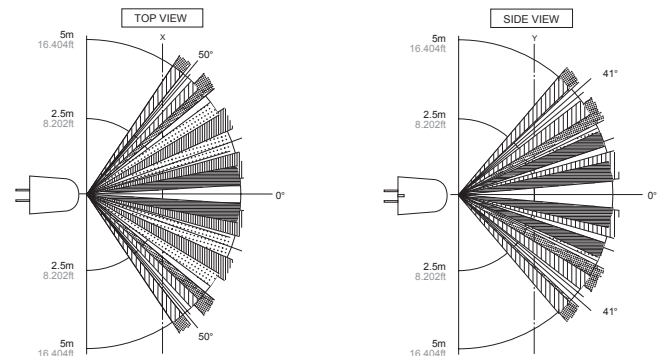 TOP VIEW
5m
16.404ft
X
50°
2.5m
8.202ft
0°
2.5m
8.202ft
50°
5m
16.404ft
SIDE VIEW
5m
16.404ft
Y
41°
2.5m
8.202ft
0°
2.5m
8.202ft
41°
5m
16.404ft